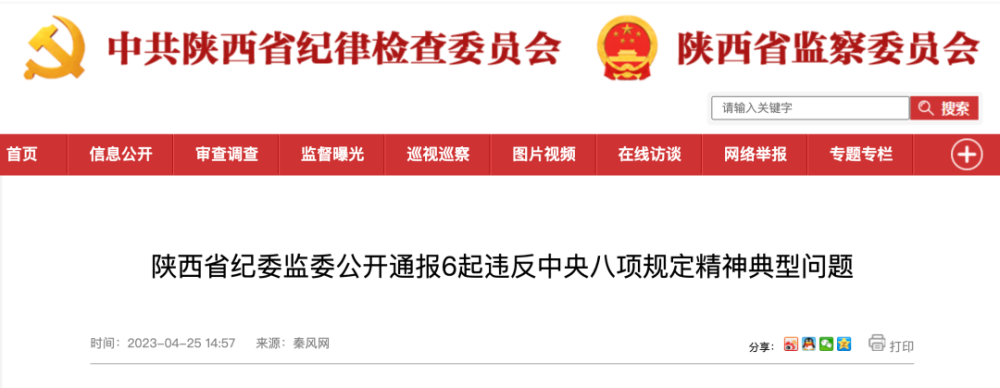 中共陕西省纪律检查委员会 陕西省监察委员会
请输入关键字 搜索
首页 信息公开 审查调查 监督曝光 巡视巡察 图片视频 在线访谈 网络举报 专题专栏
陕西省纪委监委公开通报6起违反中央八项规定精神典型问题
时间：2023-04-25 14:57 来源：秦风网 分享： 打印